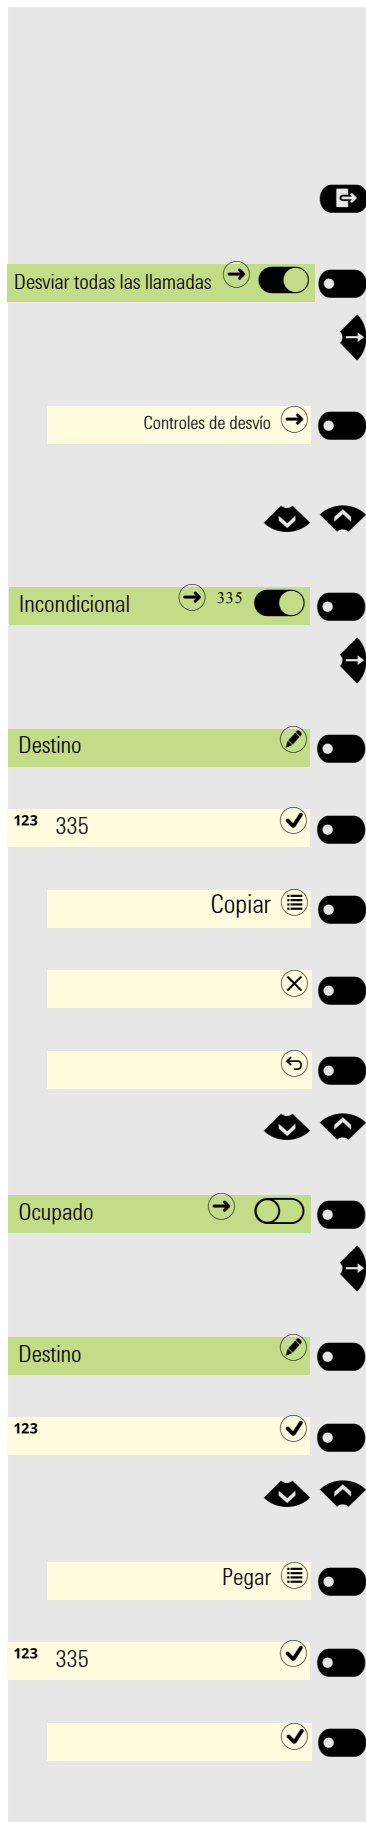 Desviar todas las llamadas
Controles de desvío
Incondicional 335
Destino
123 335
Copiar
Ocupado
Destino
123
Pegar
123 335